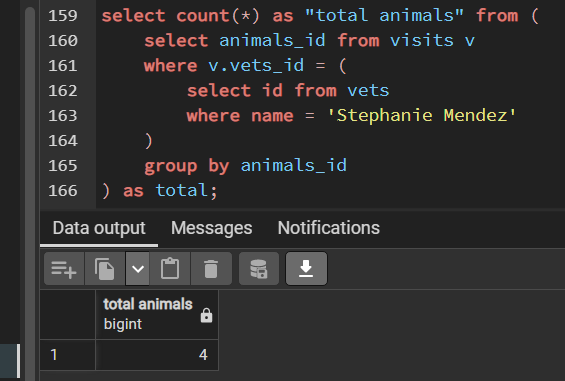 159 select count(*) as "total animals" from (
160     select animals_id from visits v
161     where v.vets_id = (
162         select id from vets
163         where name = 'Stephanie Mendez'
164     )
165     group by animals_id
166 ) as total;
Data output Messages Notifications
total animals
bigint
1 4